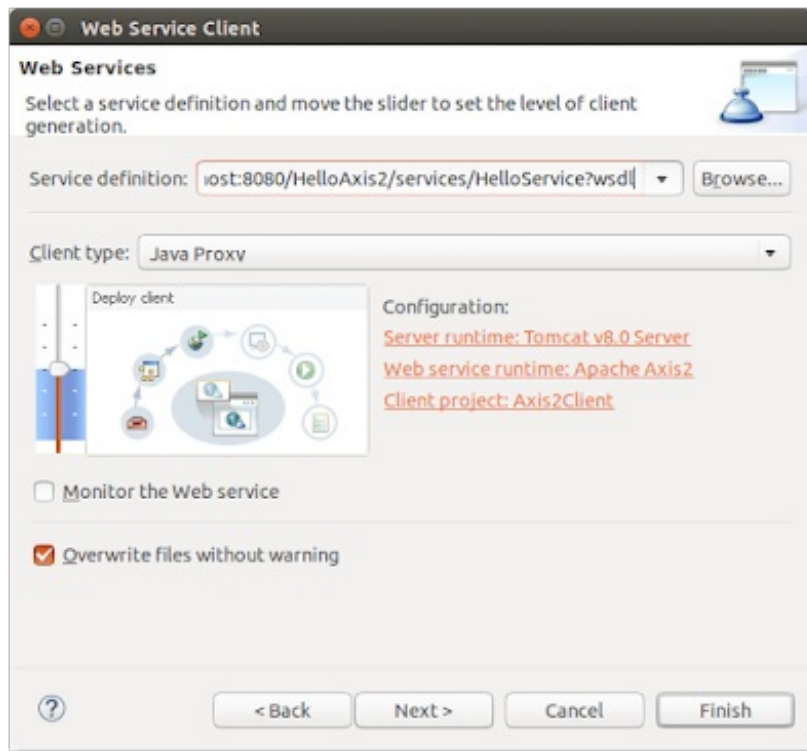 Web Service Client
Web Services
Select a service definition and move the slider to set the level of client
generation.
Service definition: ost:8080/HelloAxis2/services/HelloService?wsdl Browse...
Client type: Java Proxy
Deploy client
Configuration:
Server runtime: Tomcat v8.0 Server
Web service runtime: Apache Axis2
Client project: Axis2Client
Monitor the Web service
Overwrite files without warning
? < Back Next > Cancel Finish